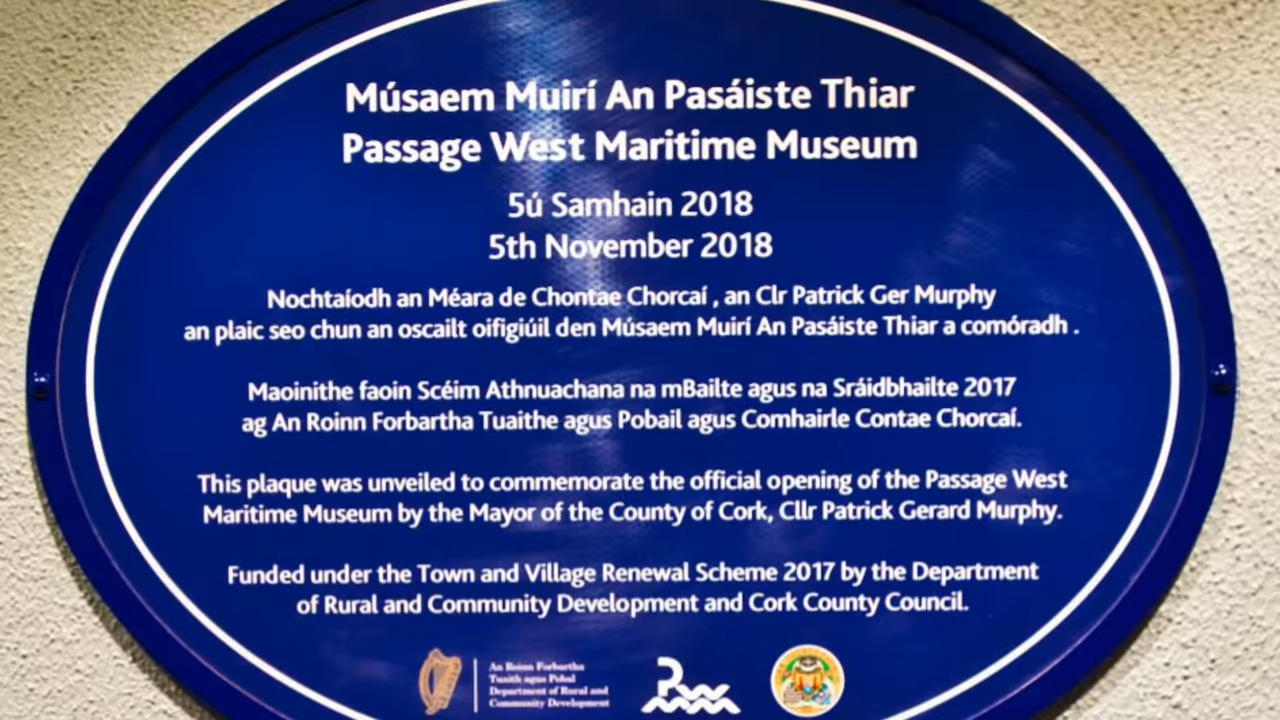 Músaem Muirí An Pasáiste Thiar
Passage West Maritime Museum
5ú Samhain 2018
5th November 2018
Nochtaíodh an Méara de Chontae Chorcaí , an Clr Patrick Ger Murphy
an plaic seo chun an oscailt oifigiúil den Músaem Muirí An Pasáiste Thiar a comóradh .
Maoinithe faoin Scéim Athnuachana na mBailte agus na Sráidbhailte 2017
ag An Roinn Forbartha Tuaithe agus Pobail agus Comhairle Contae Chorcaí.
This plaque was unveiled to commemorate the official opening of the Passage West
Maritime Museum by the Mayor of the County of Cork, Cllr Patrick Gerard Murphy.
Funded under the Town and Village Renewal Scheme 2017 by the Department
of Rural and Community Development and Cork County Council.
An Roinn Forbartha
Tuaith agus Pobal
Department of Rural and
Community Development